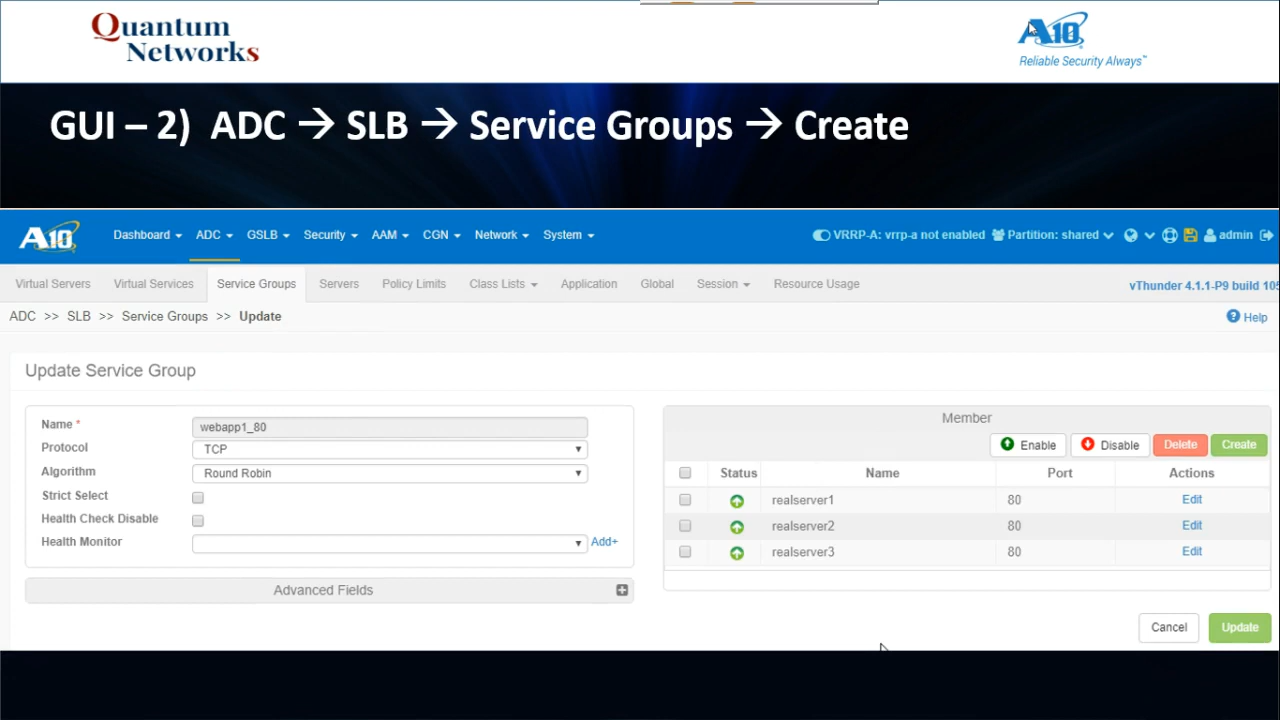 Quantum
Networks
A10
Reliable Security Always™
GUI – 2) ADC → SLB → Service Groups → Create
A10
Dashboard ADC GSLB Security AAM CGN Network System VRRP-A: vrrp-a not enabled Partition: shared admin
Virtual Servers Virtual Services Service Groups Servers Policy Limits Class Lists Application Global Session Resource Usage vThunder 4.1.1-P9 build 105
ADC >> SLB >> Service Groups >> Update Help
Update Service Group
Name * webapp1_80
Protocol TCP
Algorithm Round Robin
Strict Select
Health Check Disable
Health Monitor Add+
Advanced Fields
Member
Enable Disable Delete Create
Status Name Port Actions
realserver1 80 Edit
realserver2 80 Edit
realserver3 80 Edit
Cancel Update